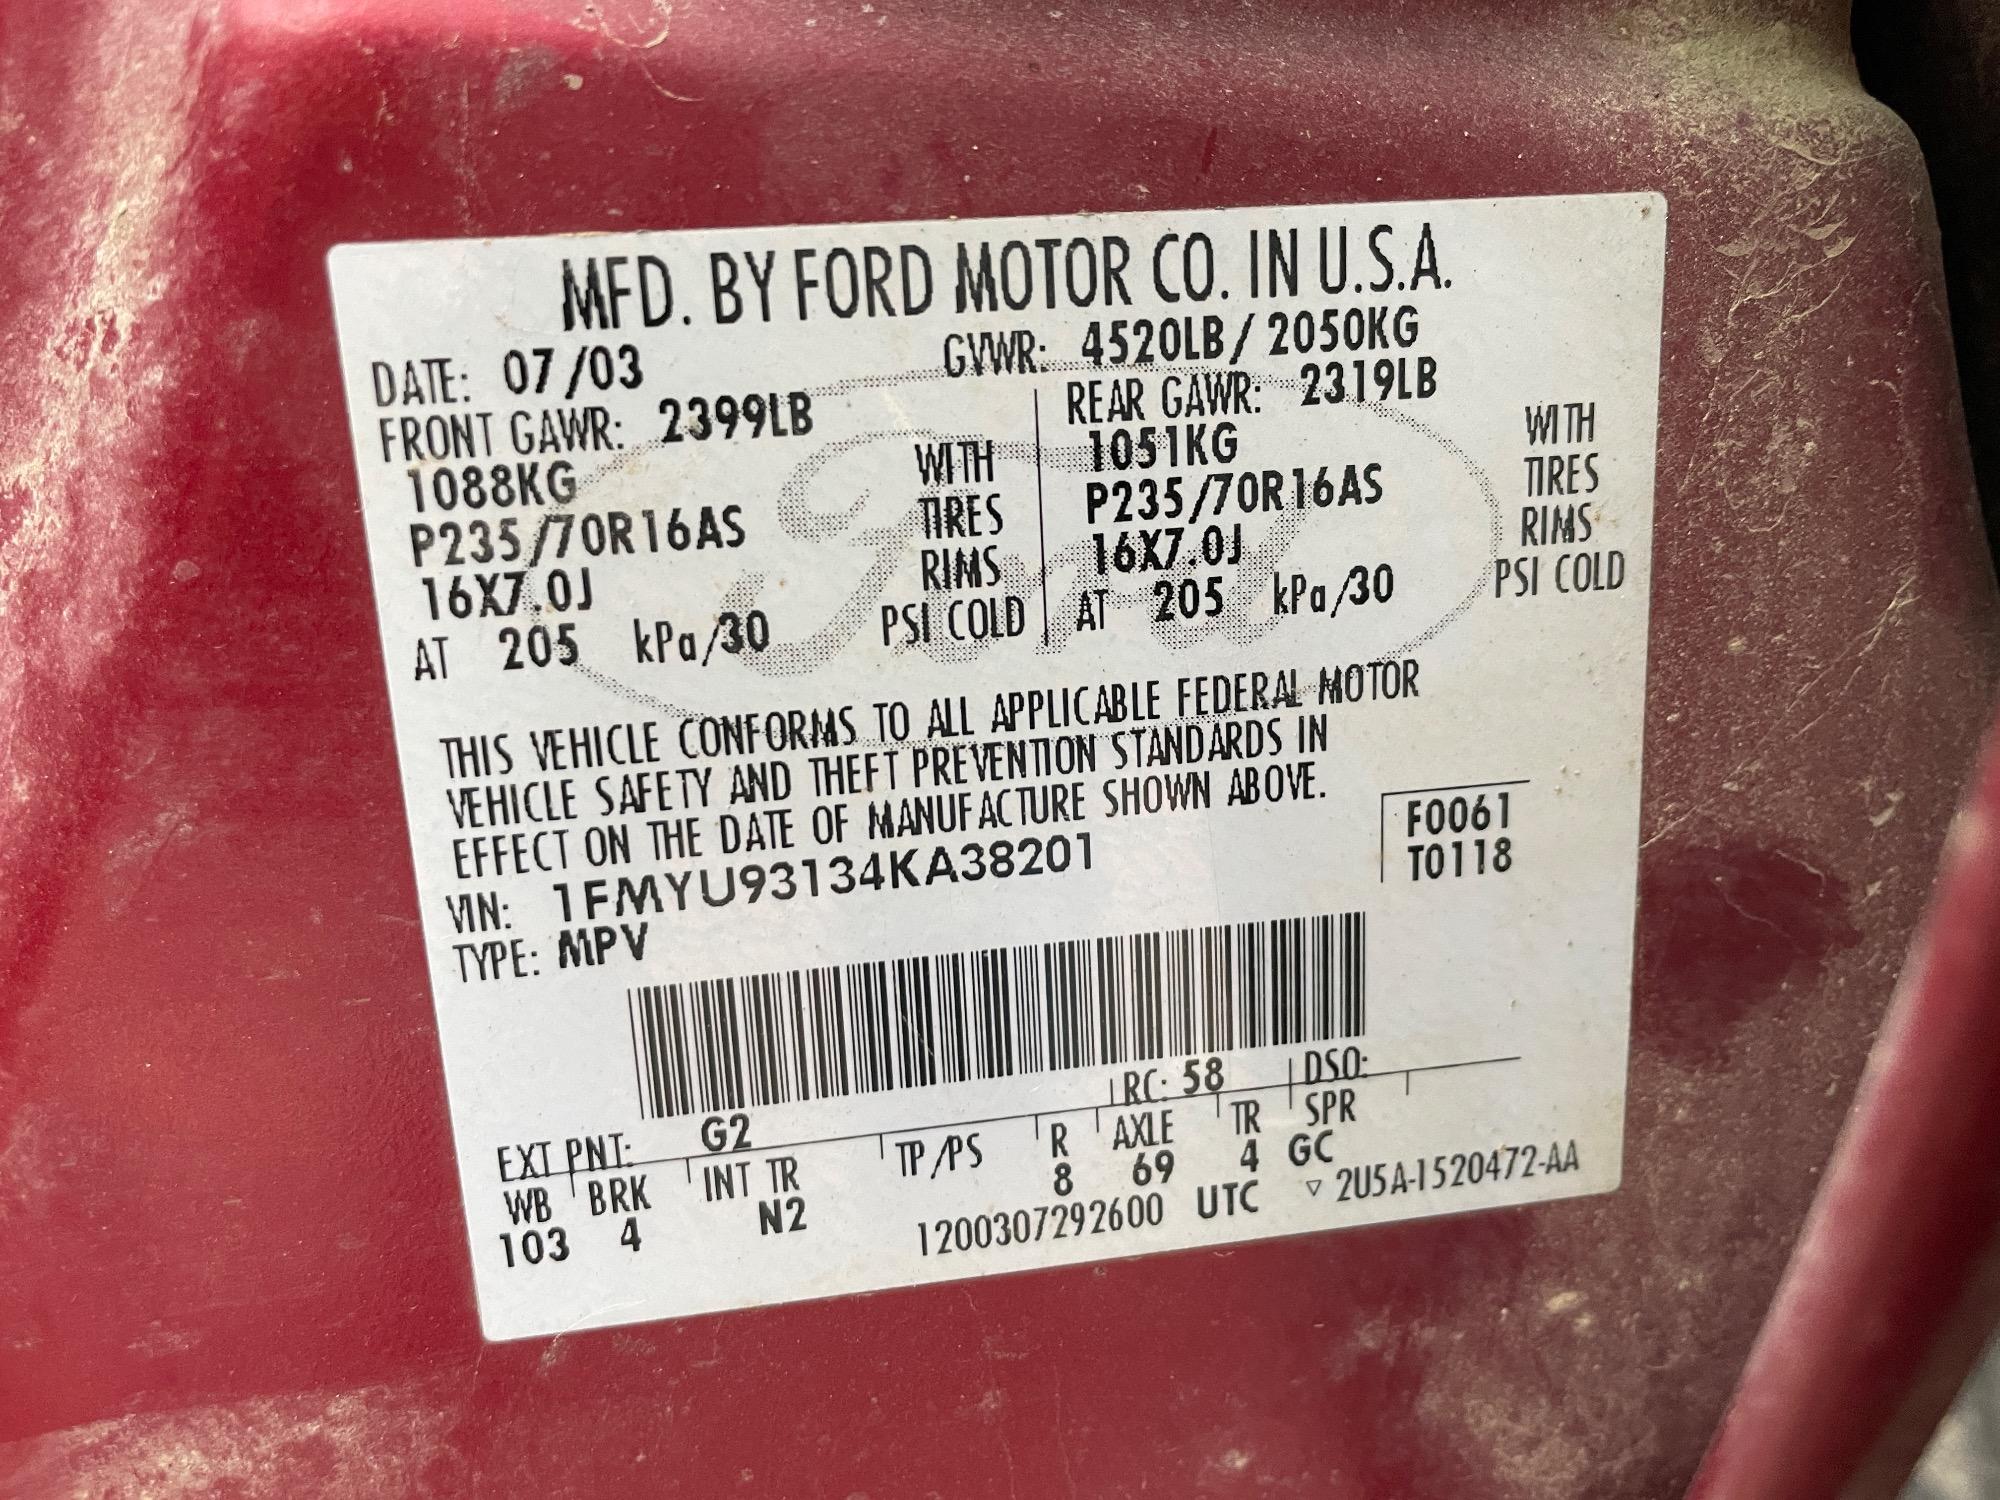 MFD. BY FORD MOTOR CO. IN U.S.A.
DATE: 07/03 GVWR: 4520LB/2050KG
FRONT GAWR: 2399LB REAR GAWR: 2319LB
1088KG WITH 1051KG WITH
P235/70R16AS TIRES P235/70R16AS TIRES
16X7.0J RIMS 16X7.0J RIMS
AT 205 kPa/30 PSI COLD AT 205 kPa/30 PSI COLD
Ford
THIS VEHICLE CONFORMS TO ALL APPLICABLE FEDERAL MOTOR
VEHICLE SAFETY AND THEFT PREVENTION STANDARDS IN
EFFECT ON THE DATE OF MANUFACTURE SHOWN ABOVE.
VIN: 1FMYU93134KA38201 F0061
TYPE: MPV T0118
EXT PNT: G2 RC: 58 DSO:
WB BRK INT TR TP/PS R AXLE TR SPR
103 4 N2 8 69 4 GC
1200307292600 UTC ▽ 2U5A-1520472-AA